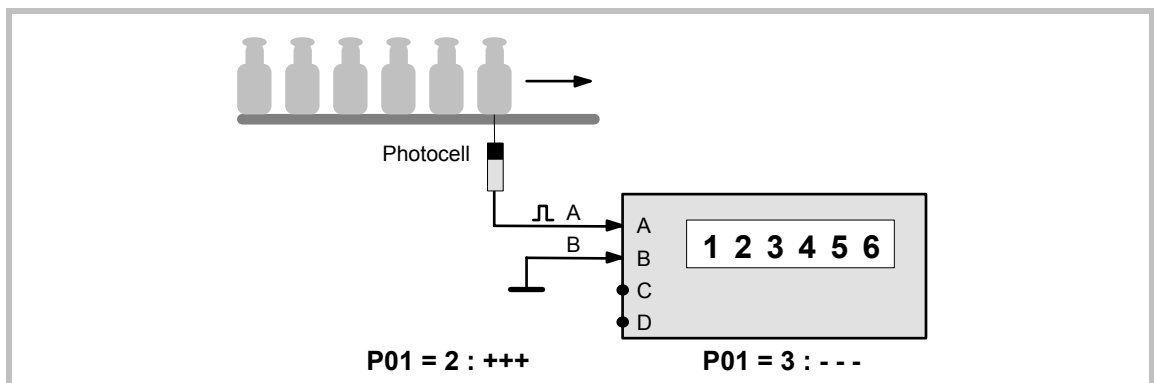 Photocell
A
B
A
B
C
D
1 2 3 4 5 6
P01 = 2 : +++
P01 = 3 : - - -